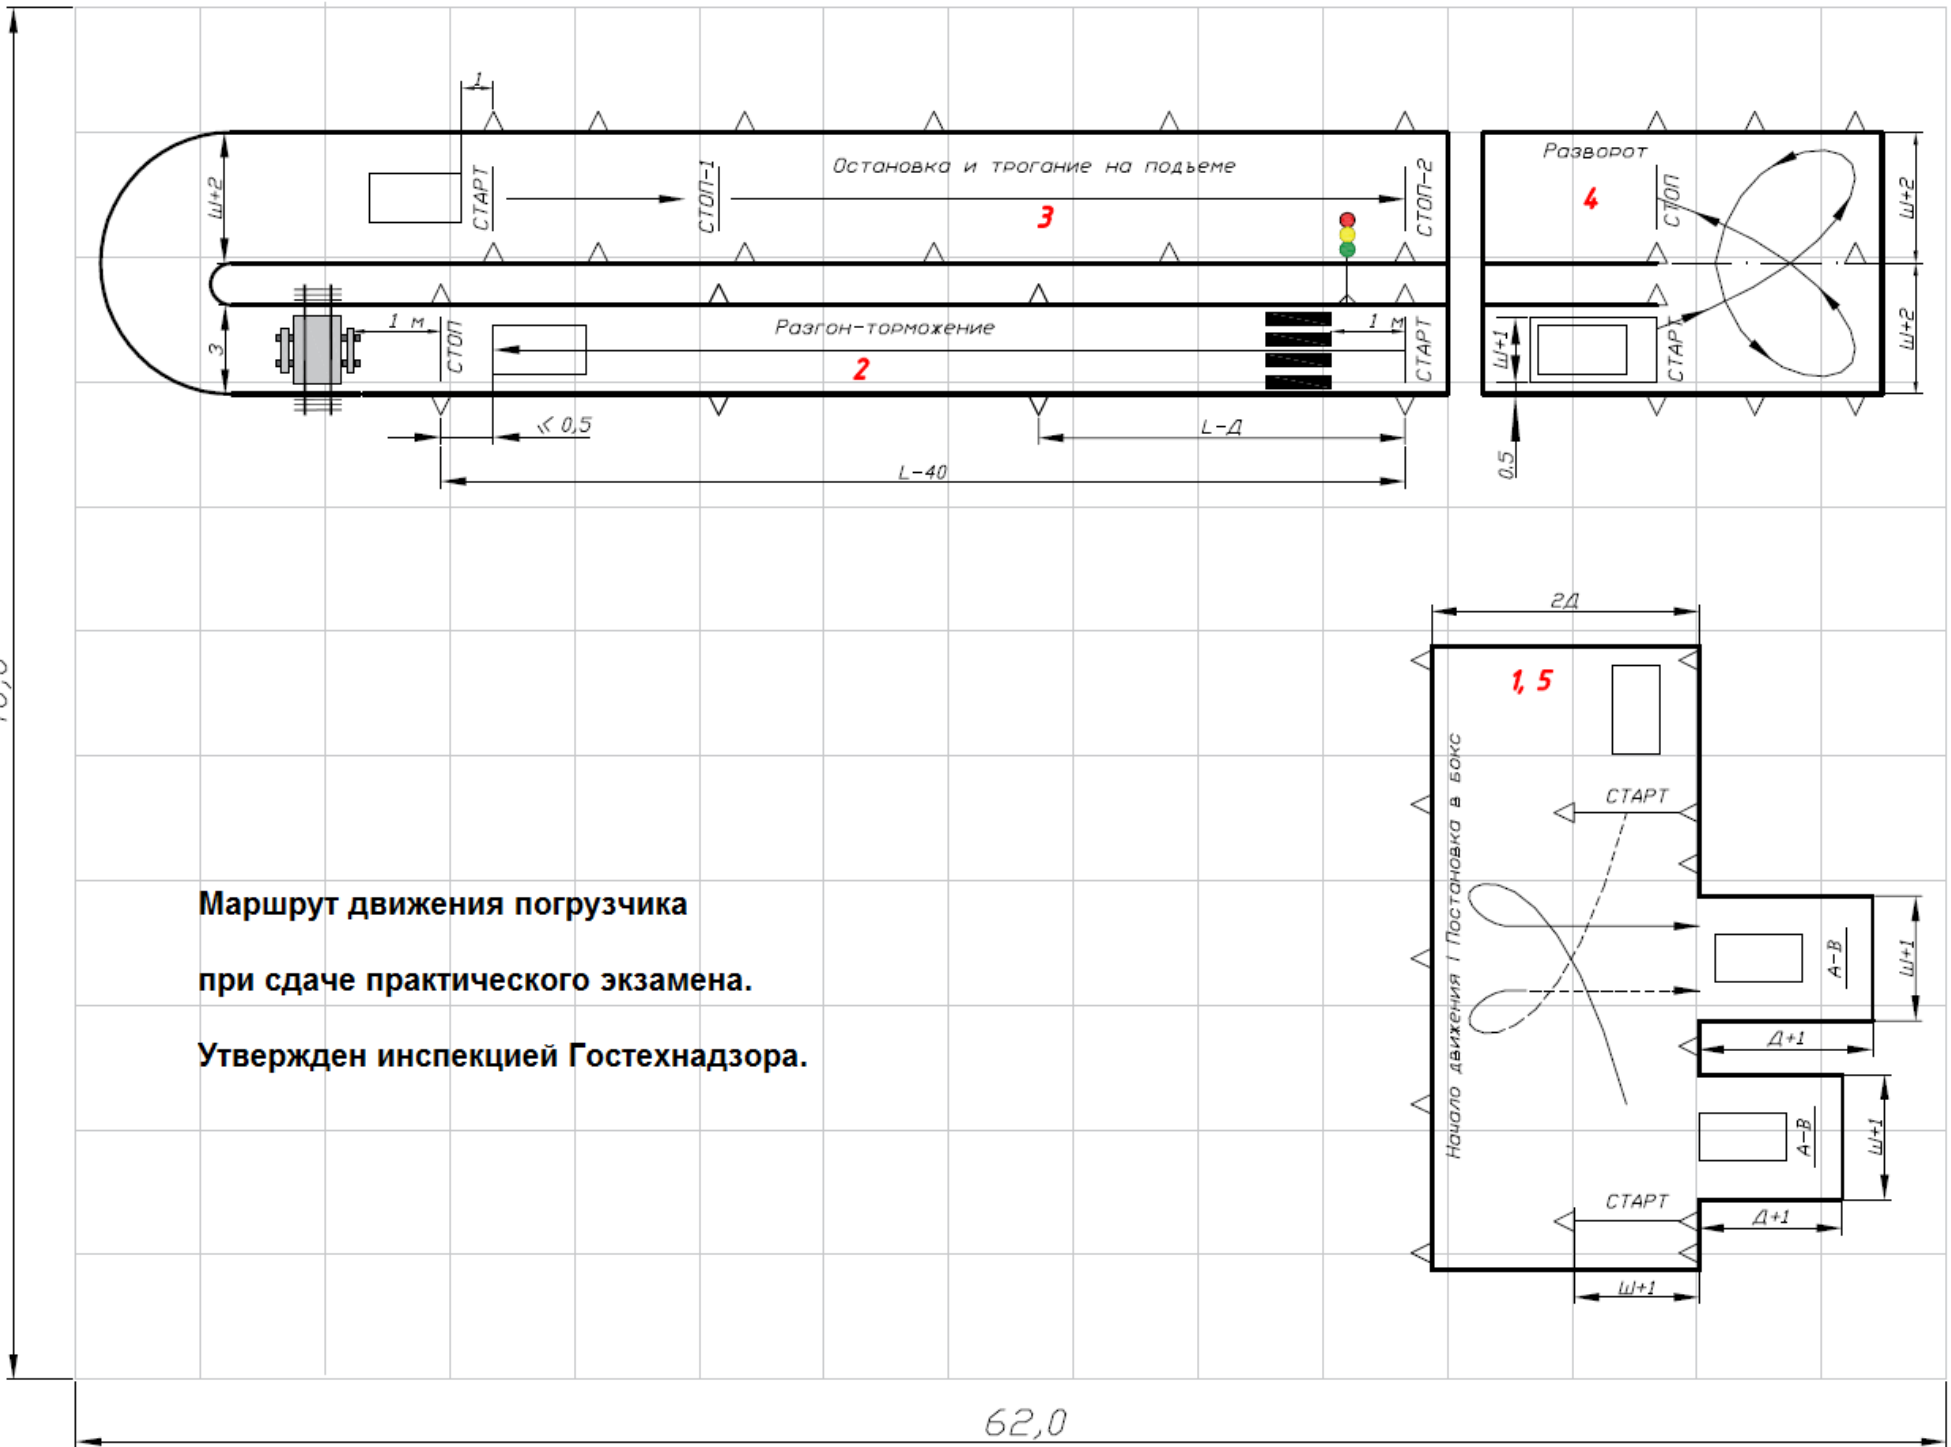 1
Ш+2
СТАРТ
СТОП-1
Остановка и трогание на подъеме
3
СТОП-2
Разворот
4
СТОП
Ш+2
Ш+2
3
1 м
СТОП
Разгон-торможение
2
1 м
СТАРТ
Ш+1
СТАРТ
0.5
⩽ 0,5
L-Д
L-40
2Д
1, 5
Начало движения | Постановка в бокс
СТАРТ
А-В
Ш+1
Д+1
А-В
Ш+1
Д+1
СТАРТ
Ш+1
Маршрут движения погрузчика
при сдаче практического экзамена.
Утвержден инспекцией Гостехнадзора.
62,0